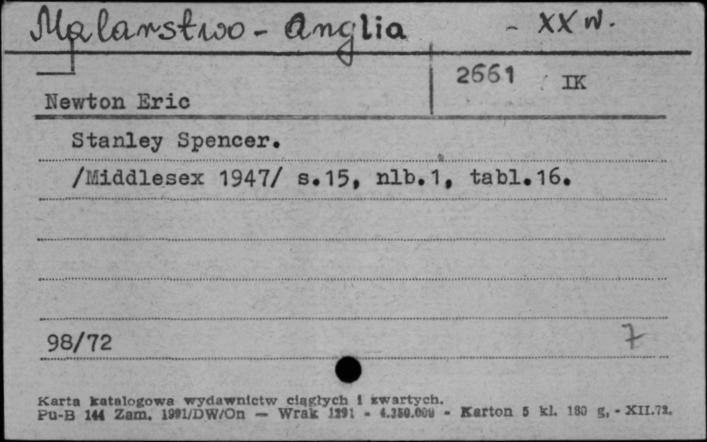 Malarstwo - Anglia - XX w.
2661 IK
Newton Eric
Stanley Spencer.
/Middlesex 1947/ s.15, nlb.1, tabl.16.
98/72 7
Karta katalogowa wydawnictw ciągłych i zwartych.
Pu-B 144 Zam. 1991/DW/On — Wrak 1291 - 4.350.000 - Karton 5 kl. 180 g, - XII.72.